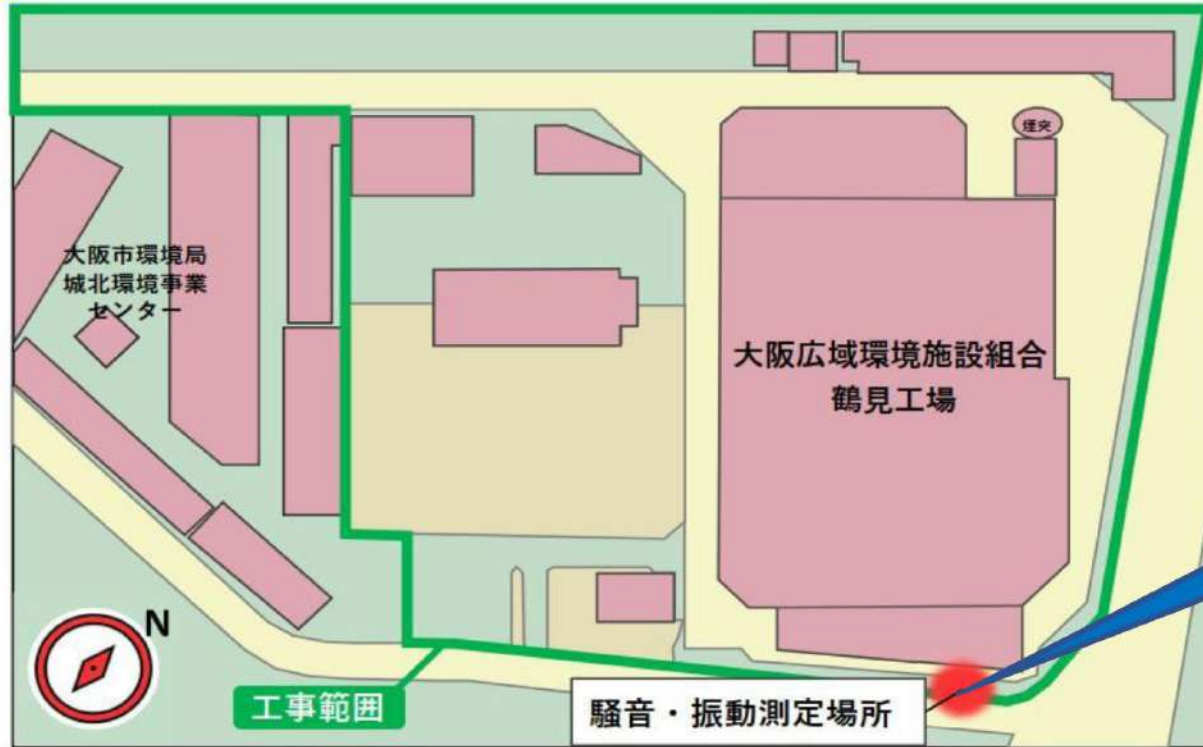 煙突
大阪市環境局
城北環境事業
センター
大阪広域環境施設組合
鶴見工場
N
工事範囲
騒音・振動測定場所